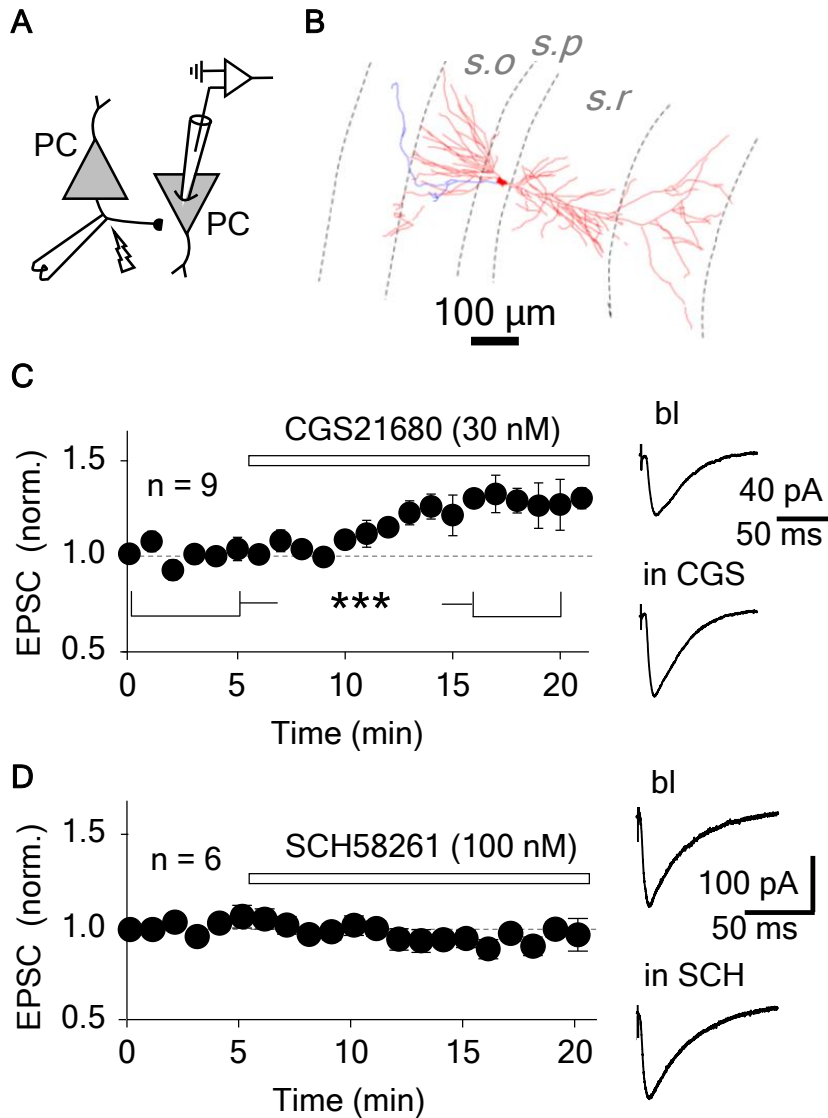 A
PC
PC
B
s.o
s.p
s.r
100 µm
C
CGS21680 (30 nM)
n = 9
1.5
1.0
0.5
EPSC (norm.)
***
0 5 10 15 20
Time (min)
bl
40 pA
50 ms
in CGS
D
SCH58261 (100 nM)
n = 6
1.5
1.0
0.5
EPSC (norm.)
0 5 10 15 20
Time (min)
bl
100 pA
50 ms
in SCH